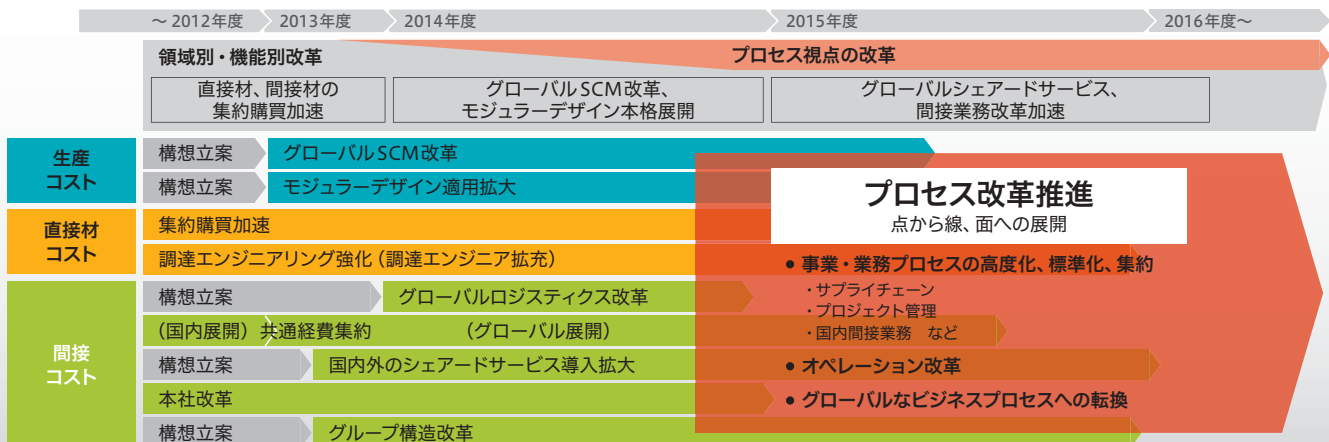 ～ 2012年度
2013年度
2014年度
2015年度
2016年度～
領域別・機能別改革
プロセス視点の改革
直接材、間接材の
集約購買加速
グローバルSCM改革、
モジュラーデザイン本格展開
グローバルシェアードサービス、
間接業務改革加速
生産
コスト
構想立案
グローバルSCM改革
構想立案
モジュラーデザイン適用拡大
直接材
コスト
集約購買加速
調達エンジニアリング強化（調達エンジニア拡充）
間接
コスト
構想立案
グローバルロジスティクス改革
（国内展開）共通経費集約
（グローバル展開）
構想立案
国内外のシェアードサービス導入拡大
本社改革
構想立案
グループ構造改革
プロセス改革推進
点から線、面への展開
● 事業・業務プロセスの高度化、標準化、集約
・サプライチェーン
・プロジェクト管理
・国内間接業務 など
● オペレーション改革
● グローバルなビジネスプロセスへの転換